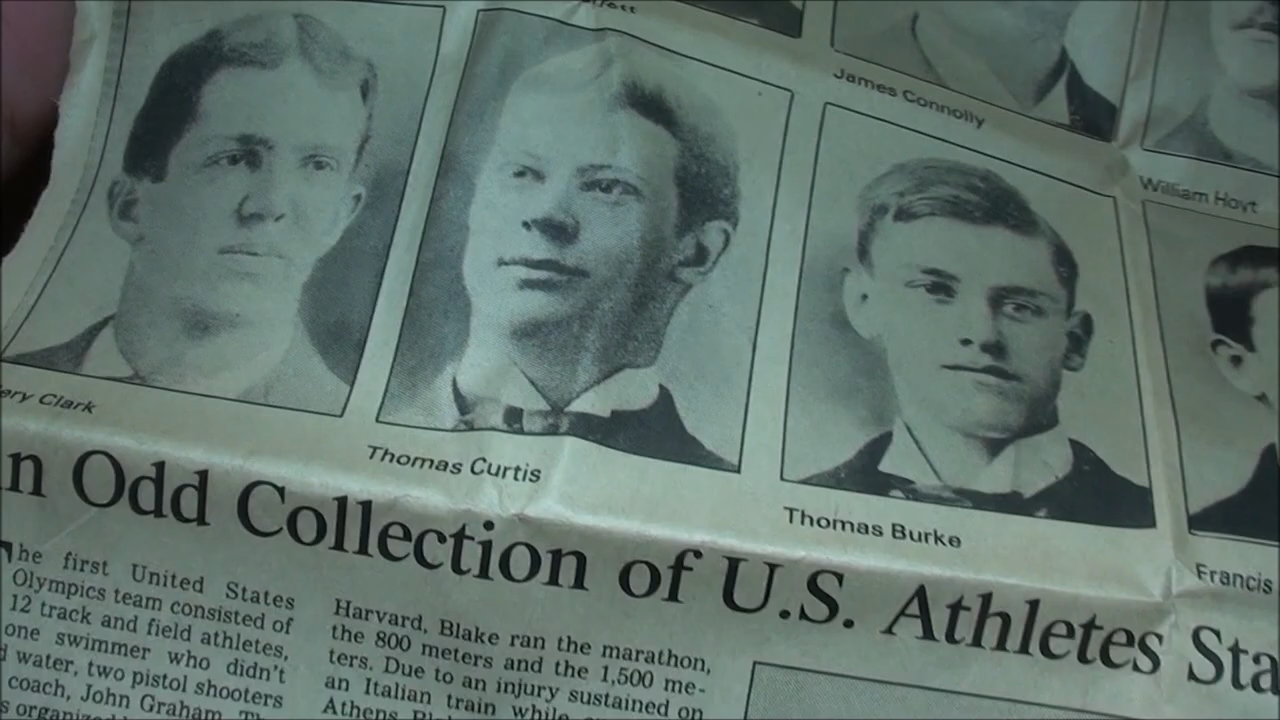 James Connolly
William Hoyt
ery Clark
Thomas Curtis
Thomas Burke
Francis
n Odd Collection of U.S. Athletes Sta
The first United States
Olympics team consisted of
12 track and field athletes,
one swimmer who didn't
water, two pistol shooters
coach, John Graham.
organized
Harvard, Blake ran the marathon,
the 800 meters and the 1,500 me-
ters. Due to an injury sustained on
an Italian train while
Athens,